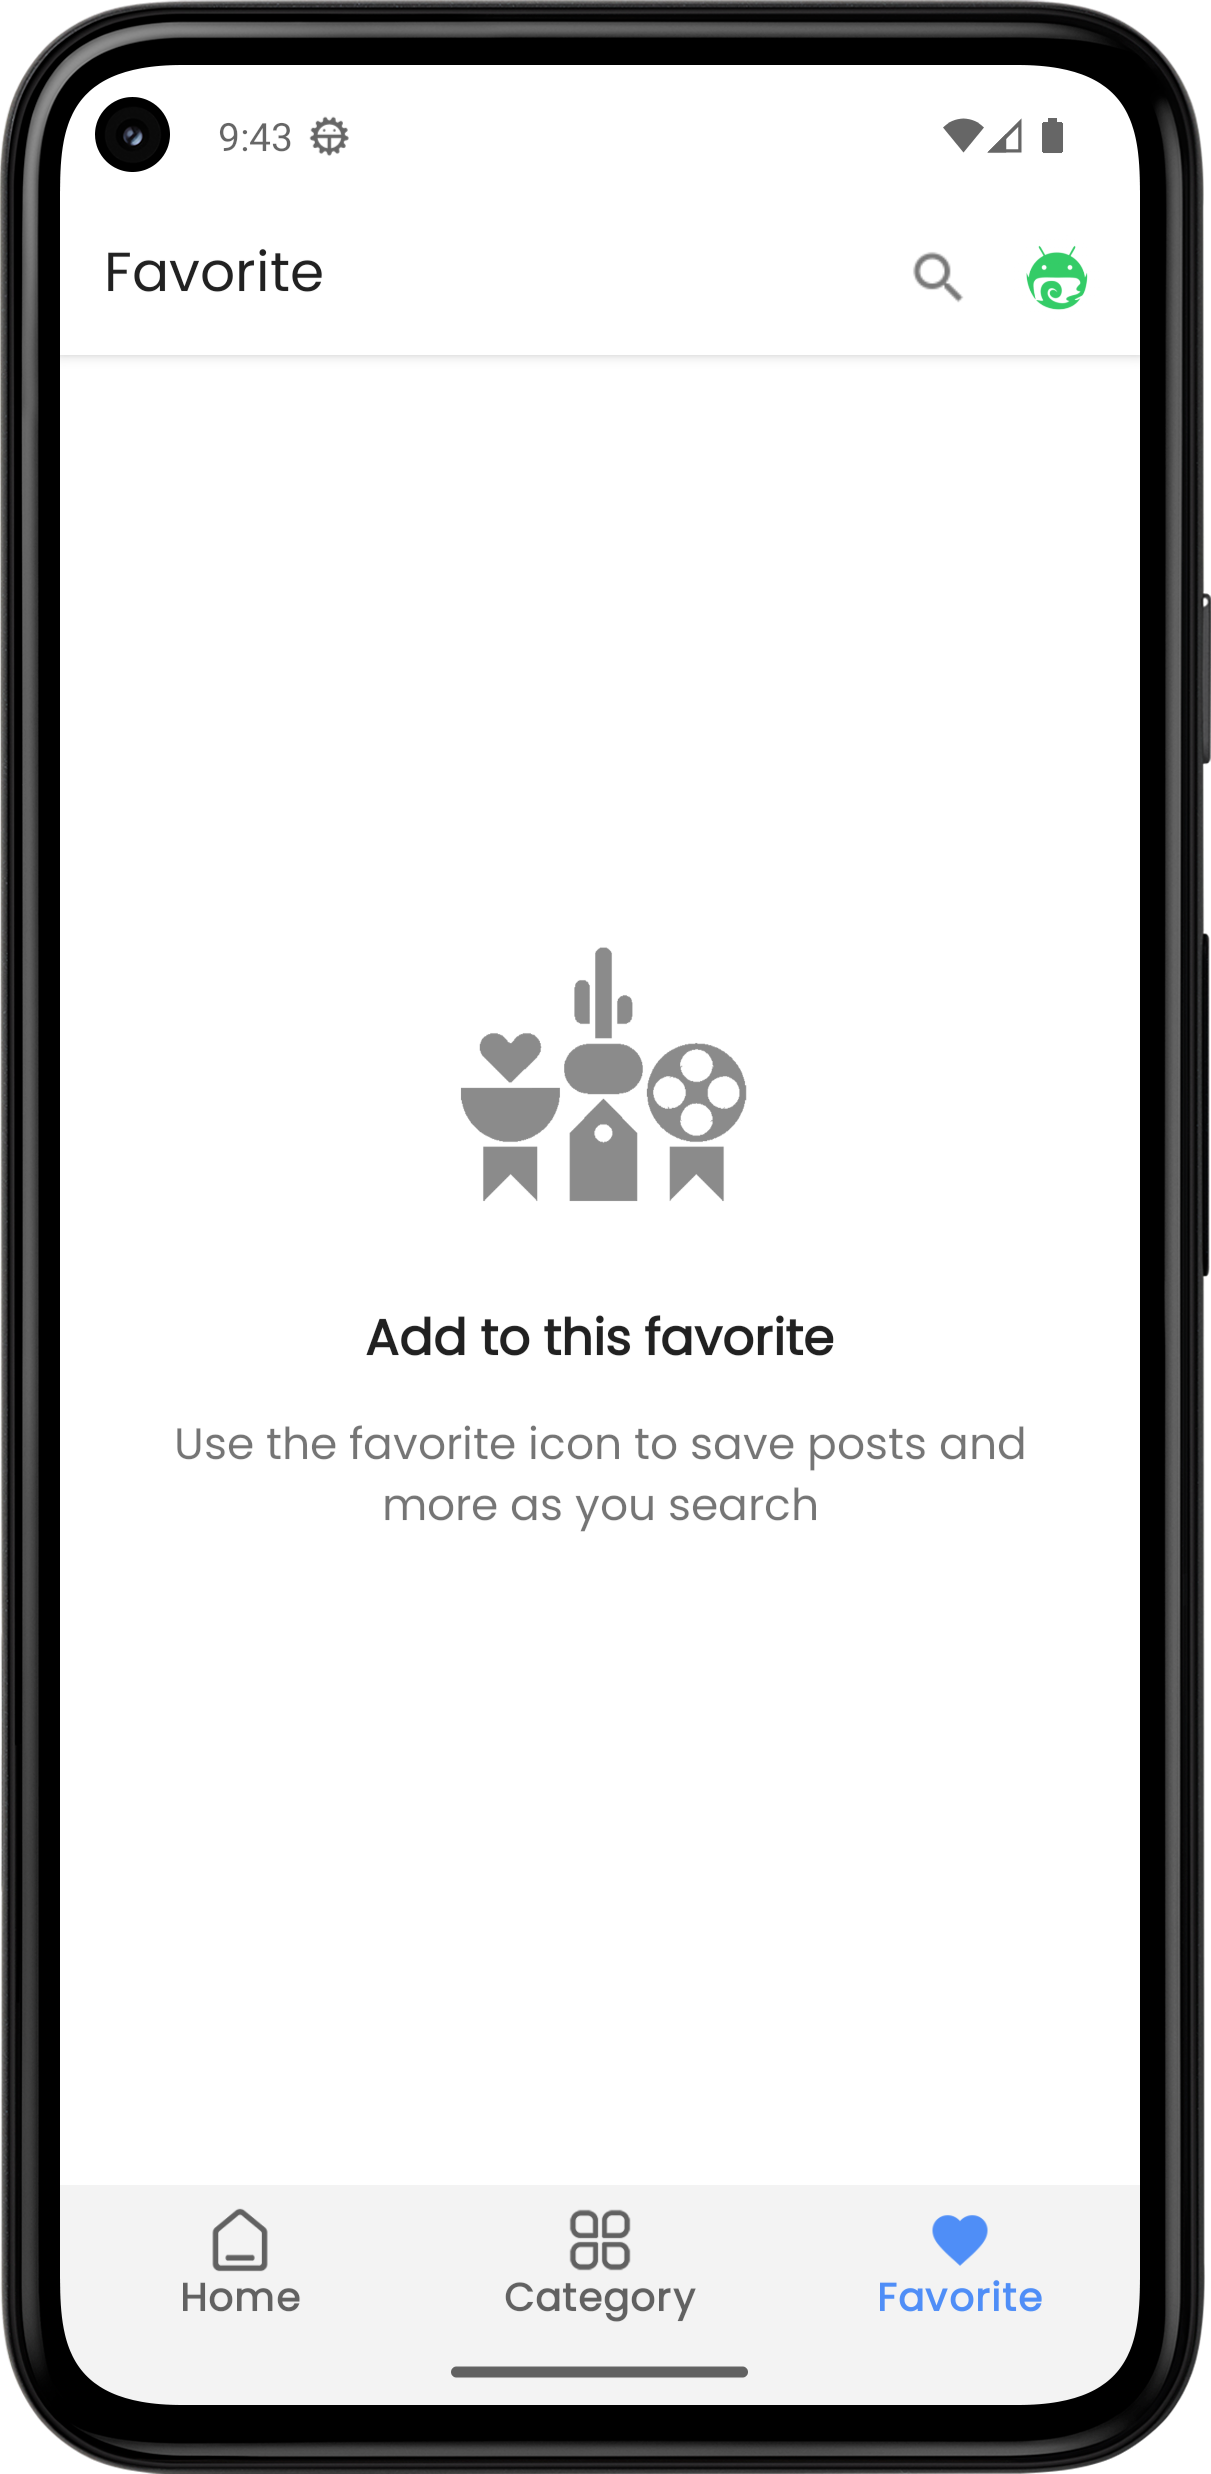 9:43
Favorite
Add to this favorite
Use the favorite icon to save posts and
more as you search
Home
Category
Favorite